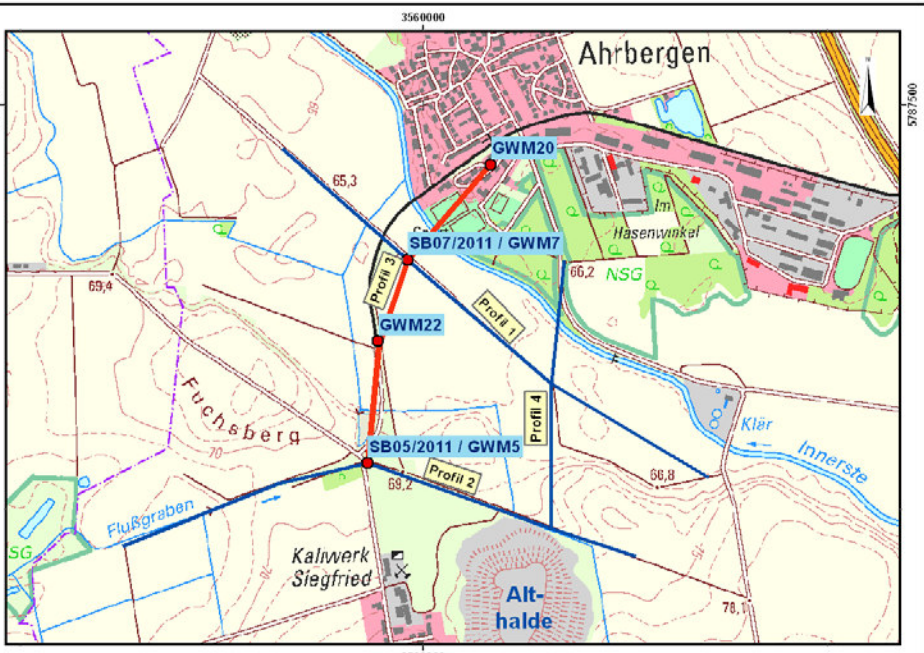 3560000
Ahrbergen
5787500
GWM20
65,3
Im
Hasenwinkel
SB07/2011 / GWM7
NSG
66,2
Profil 3
69,4
Profil 1
GWM22
Fuchsberg
Profil 4
Klär
Innerste
SB05/2011 / GWM5
70
69,2
Profil 2
66,8
Flußgraben
SG
Kaliwerk
Siegfried
Alt-
halde
78,1